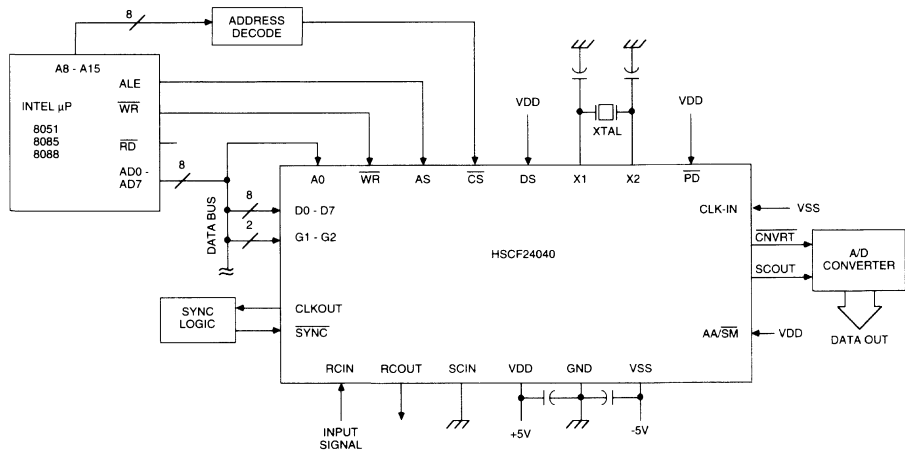 8
ADDRESS
DECODE
A8 - A15
ALE
INTEL μP
WR
8051
8085
8088
RD
AD0 -
AD7
8
VDD
XTAL
VDD
A0
WR
AS
CS
DS
X1
X2
PD
DATA BUS
8
D0 - D7
2
G1 - G2
CLK-IN
VSS
CNVRT
SCOUT
A/D
CONVERTER
HSCF24040
SYNC
LOGIC
CLKOUT
SYNC
AA/SM
VDD
DATA OUT
RCIN
RCOUT
SCIN
VDD
GND
VSS
INPUT
SIGNAL
+5V
-5V